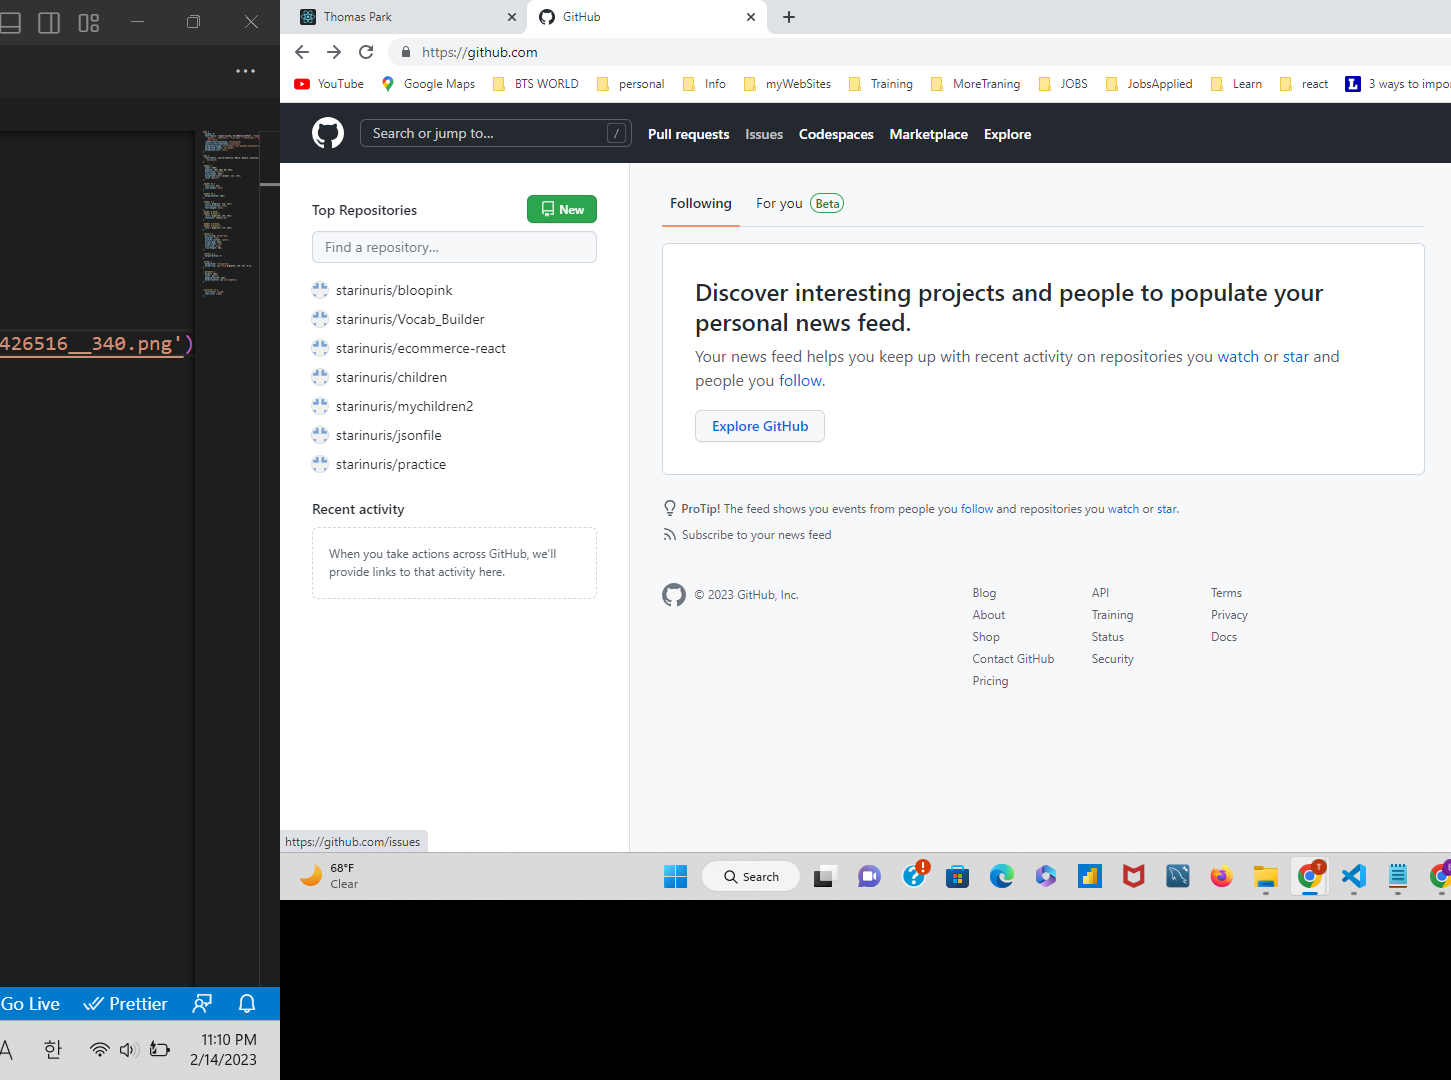 Thomas Park
GitHub
https://github.com
YouTube
Google Maps
BTS WORLD
personal
Info
myWebSites
Training
MoreTraning
JOBS
JobsApplied
Learn
react
L
3 ways to impor
Search or jump to...
/
Pull requests
Issues
Codespaces
Marketplace
Explore
Top Repositories
New
Find a repository...
starinuris/bloopink
starinuris/Vocab_Builder
starinuris/ecommerce-react
starinuris/children
starinuris/mychildren2
starinuris/jsonfile
starinuris/practice
Recent activity
When you take actions across GitHub, we'll
provide links to that activity here.
Following
For you
Beta
Discover interesting projects and people to populate your
personal news feed.
Your news feed helps you keep up with recent activity on repositories you watch or star and
people you follow.
Explore GitHub
ProTip! The feed shows you events from people you follow and repositories you watch or star.
Subscribe to your news feed
© 2023 GitHub, Inc.
Blog
About
Shop
Contact GitHub
Pricing
API
Training
Status
Security
Terms
Privacy
Docs
https://github.com/issues
68°F
Clear
Search
T
426516__340.png')
Go Live
Prettier
A
한
11:10 PM
2/14/2023